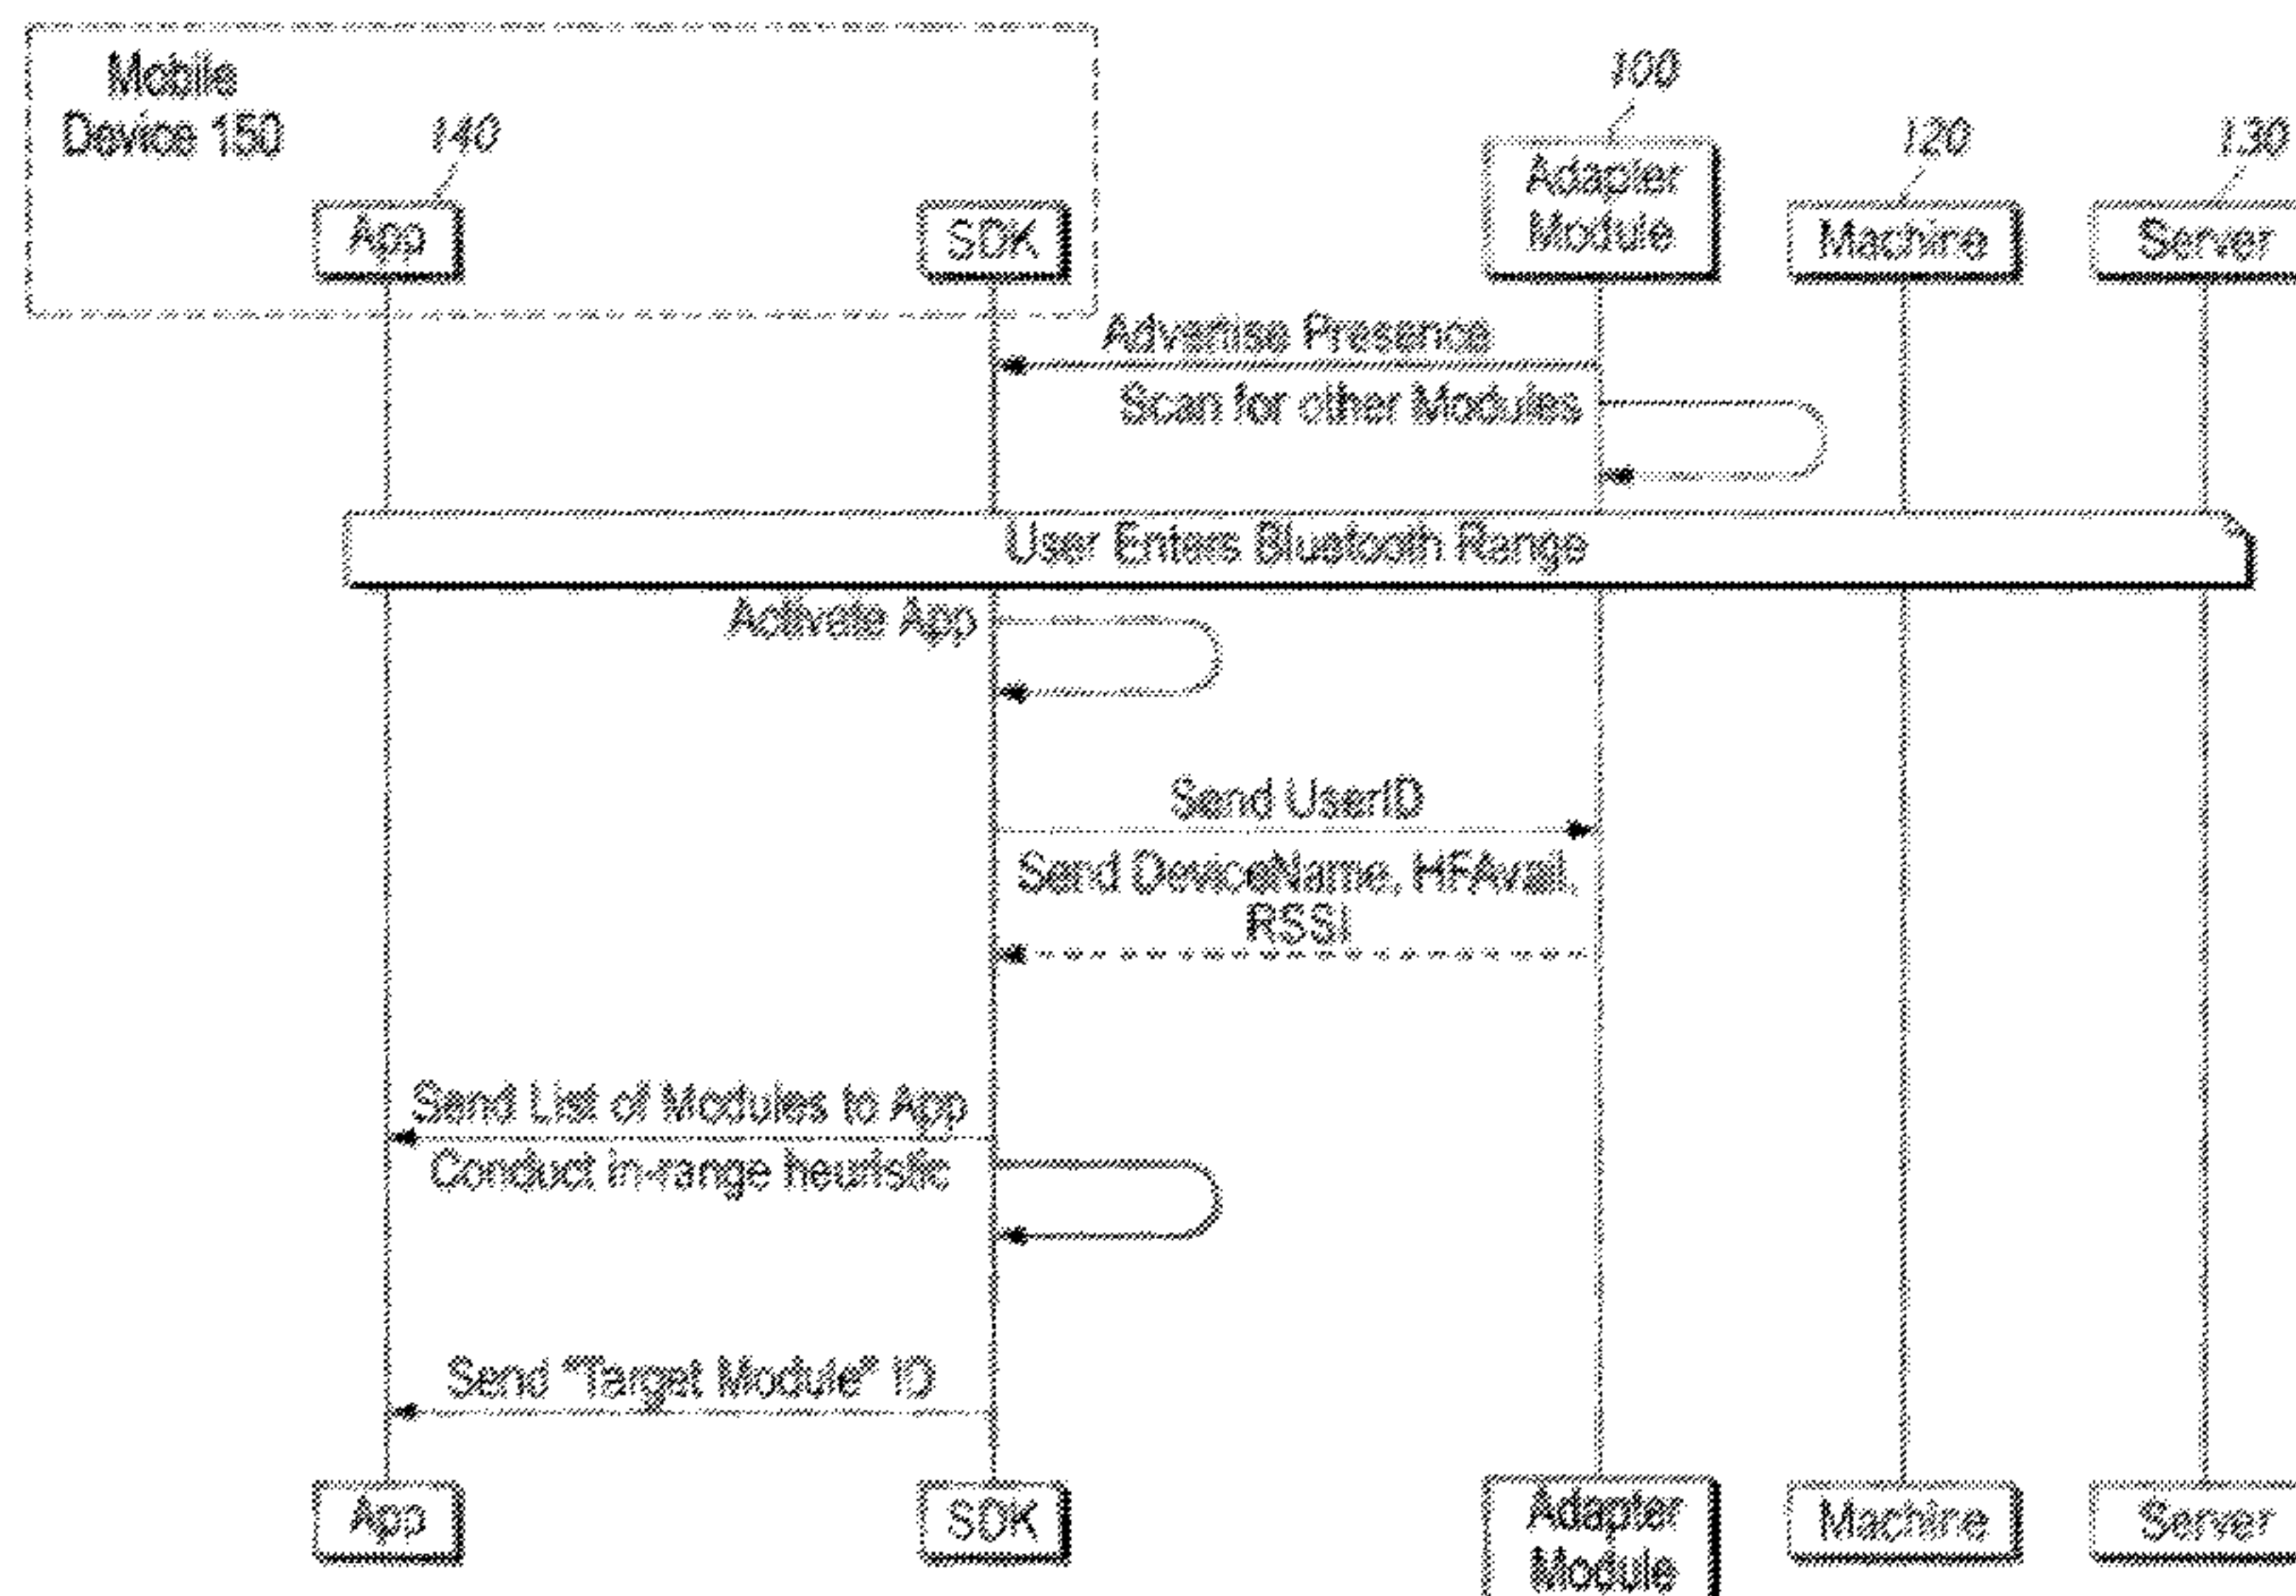 Mobile
Device 150
140
100
120
130
App
SDK
Adapter
Module
Machine
Server
Advertise Presence
Scan for other Modules
User Enters Bluetooth Range
Activate App
Send UserID
Send DeviceName, HFAvail,
RSSI
Send List of Modules to App
Conduct in-range heuristic
Send "Target Module" ID
App
SDK
Adapter
Module
Machine
Server